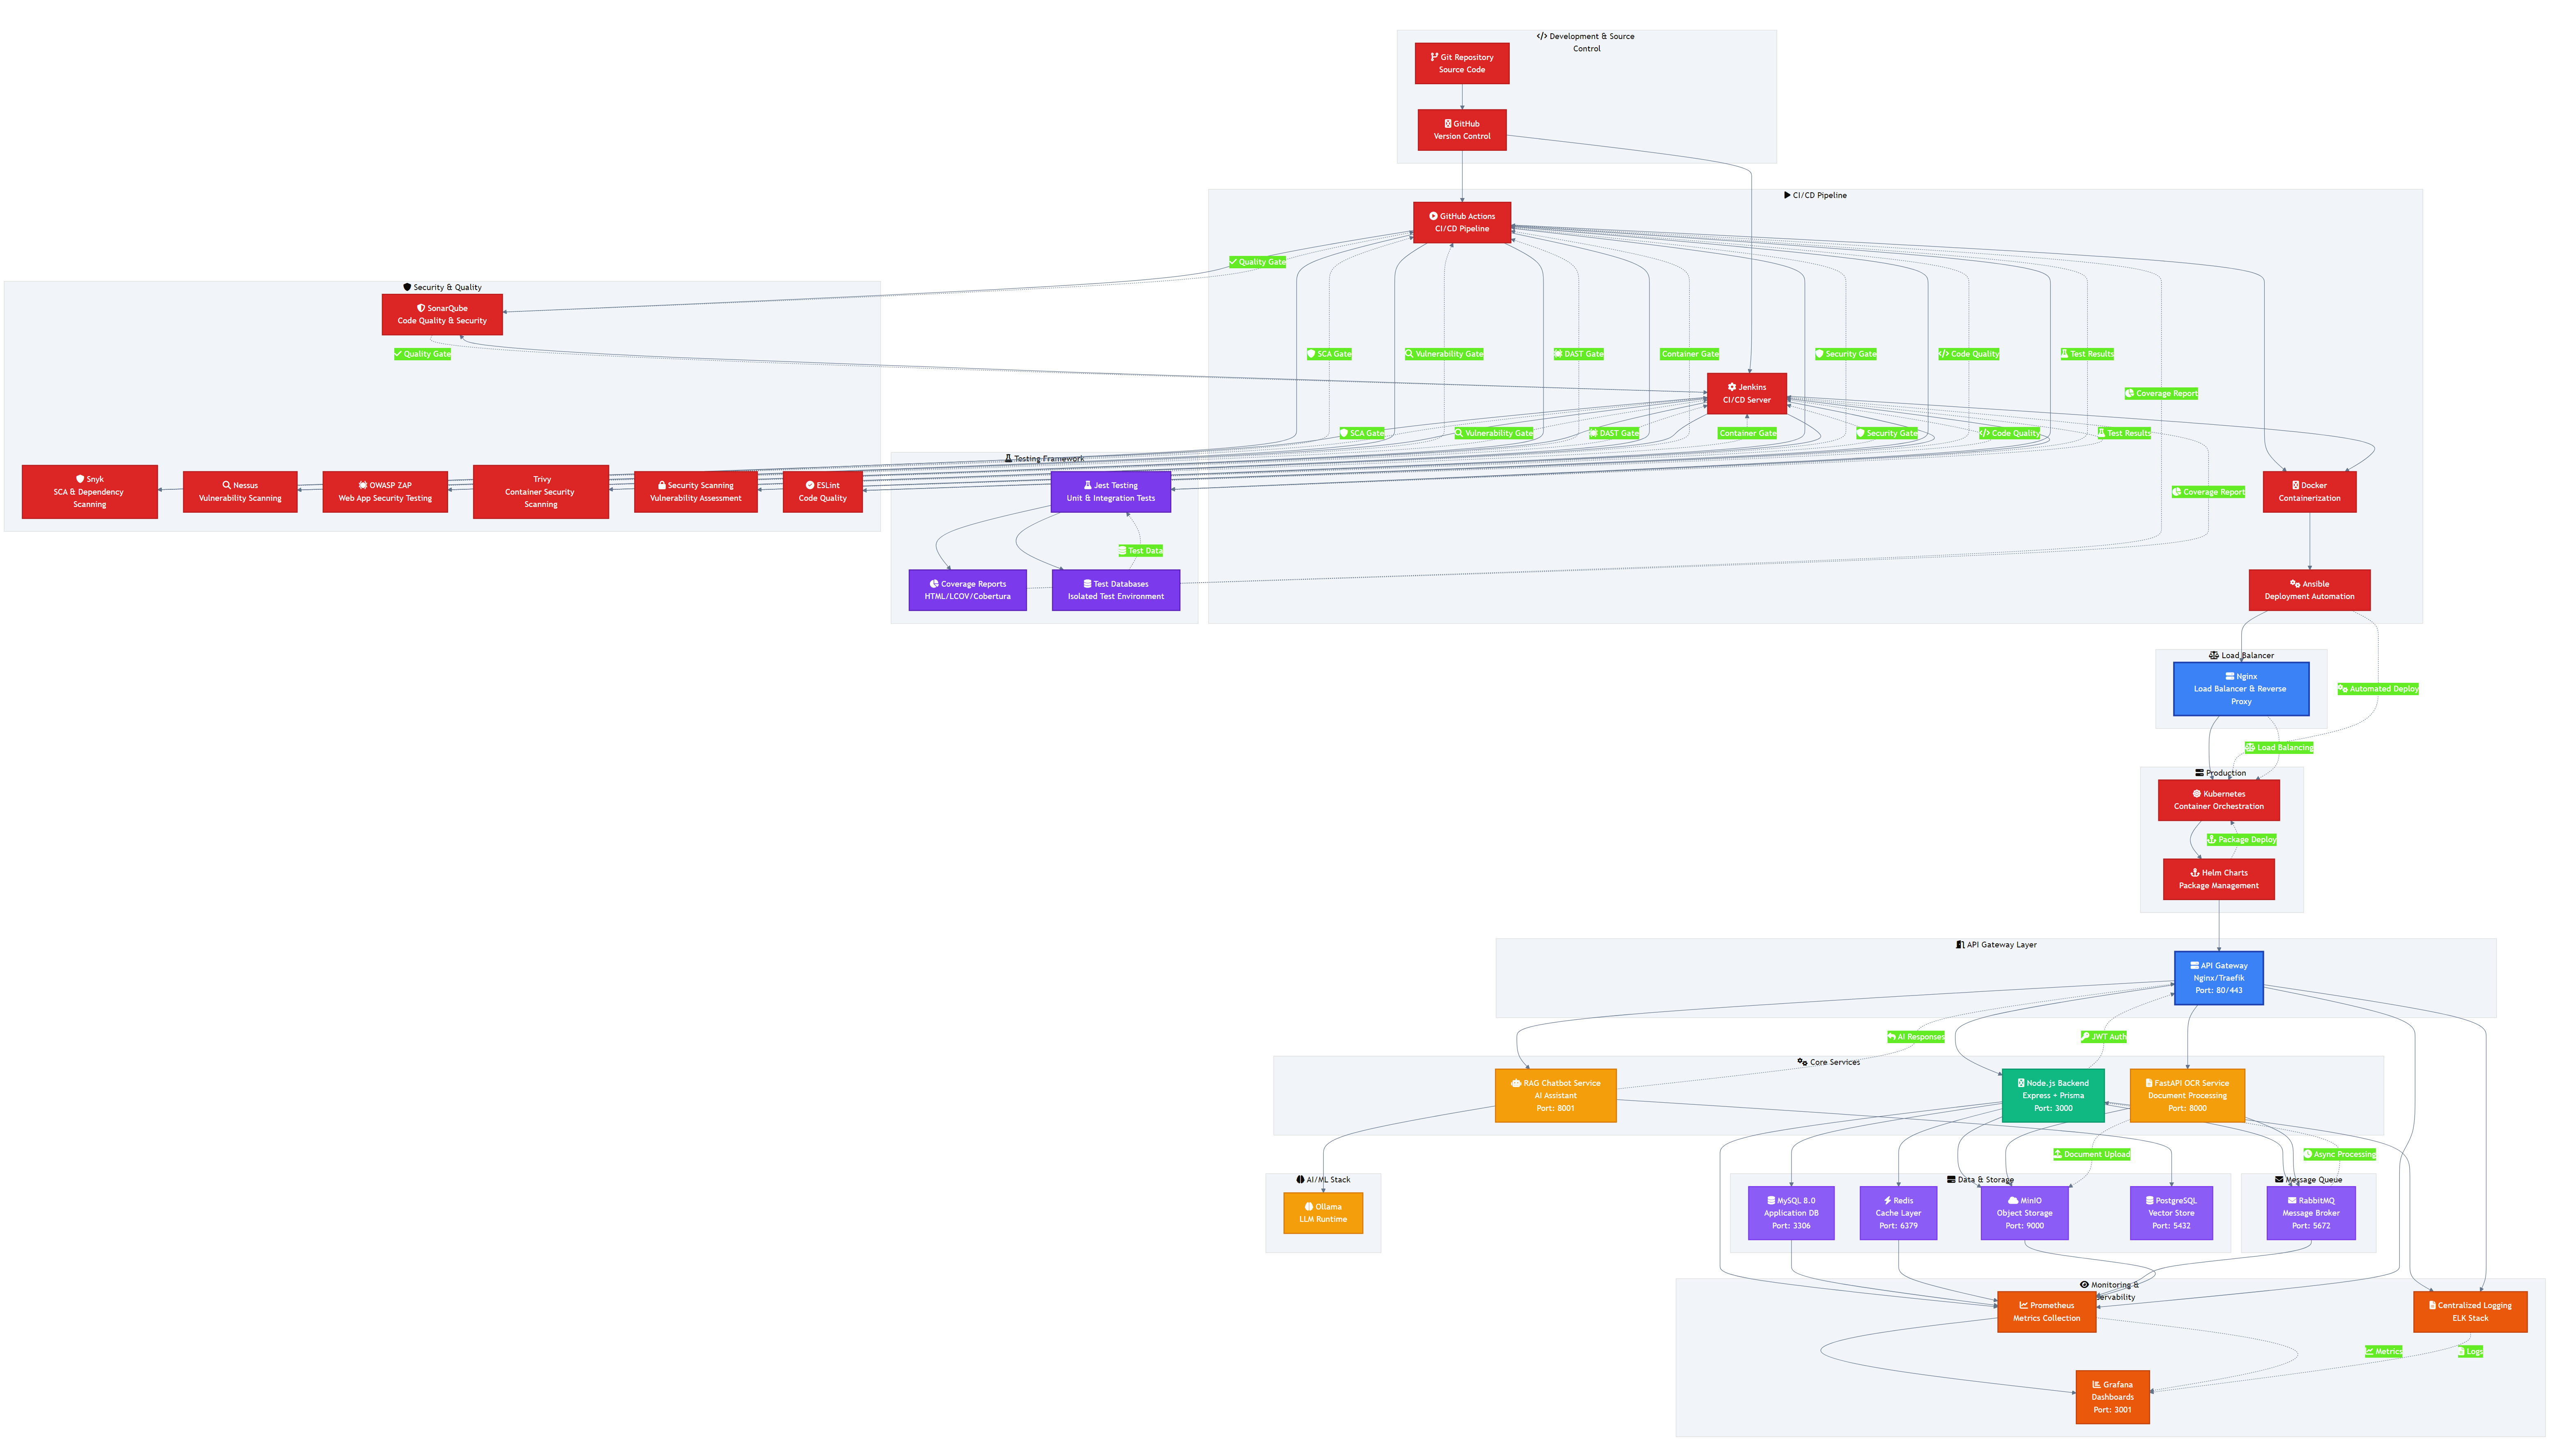 Development & Source
Control
Git Repository
Source Code
GitHub
Version Control
CI/CD Pipeline
GitHub Actions
CI/CD Pipeline
Quality Gate
Security & Quality
SonarQube
Code Quality & Security
Quality Gate
SCA Gate
Vulnerability Gate
DAST Gate
Container Gate
Security Gate
Code Quality
Test Results
Jenkins
CI/CD Server
Coverage Report
SCA Gate
Vulnerability Gate
DAST Gate
Container Gate
Security Gate
Code Quality
Test Results
Testing Framework
Snyk
SCA & Dependency
Scanning
Nessus
Vulnerability Scanning
OWASP ZAP
Web App Security Testing
Trivy
Container Security
Scanning
Security Scanning
Vulnerability Assessment
ESLint
Code Quality
Jest Testing
Unit & Integration Tests
Coverage Report
Docker
Containerization
Test Data
Coverage Reports
HTML/LCOV/Cobertura
Test Databases
Isolated Test Environment
Ansible
Deployment Automation
Load Balancer
Nginx
Load Balancer & Reverse
Proxy
Automated Deploy
Load Balancing
Production
Kubernetes
Container Orchestration
Package Deploy
Helm Charts
Package Management
API Gateway Layer
API Gateway
Nginx/Traefik
Port: 80/443
AI Responses
JWT Auth
Core Services
RAG Chatbot Service
AI Assistant
Port: 8001
Node.js Backend
Express + Prisma
Port: 3000
FastAPI OCR Service
Document Processing
Port: 8000
Document Upload
Async Processing
AI/ML Stack
Ollama
LLM Runtime
Data & Storage
MySQL 8.0
Application DB
Port: 3306
Redis
Cache Layer
Port: 6379
MinIO
Object Storage
Port: 9000
PostgreSQL
Vector Store
Port: 5432
Message Queue
RabbitMQ
Message Broker
Port: 5672
Monitoring &
servability
Prometheus
Metrics Collection
Centralized Logging
ELK Stack
Metrics
Logs
Grafana
Dashboards
Port: 3001